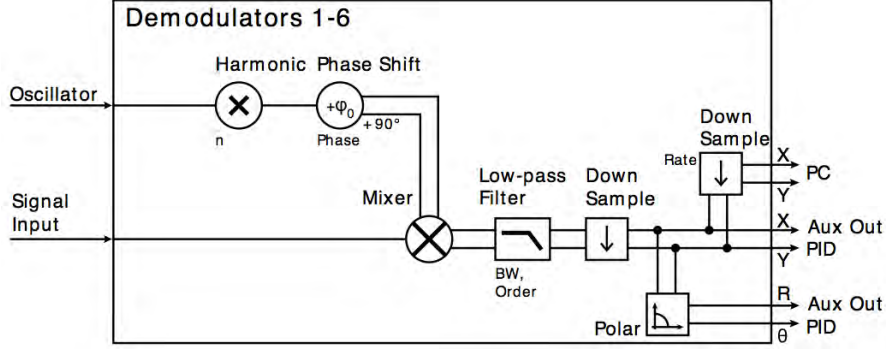 Demodulators 1-6
Harmonic Phase Shift
Oscillator
+φ0
+90°
n
Phase
Down
Sample
Rate
X
PC
Y
Low-pass
Filter
Down
Sample
Mixer
Signal
Input
X
Aux Out
PID
Y
BW,
Order
R
Aux Out
Polar
PID
θ